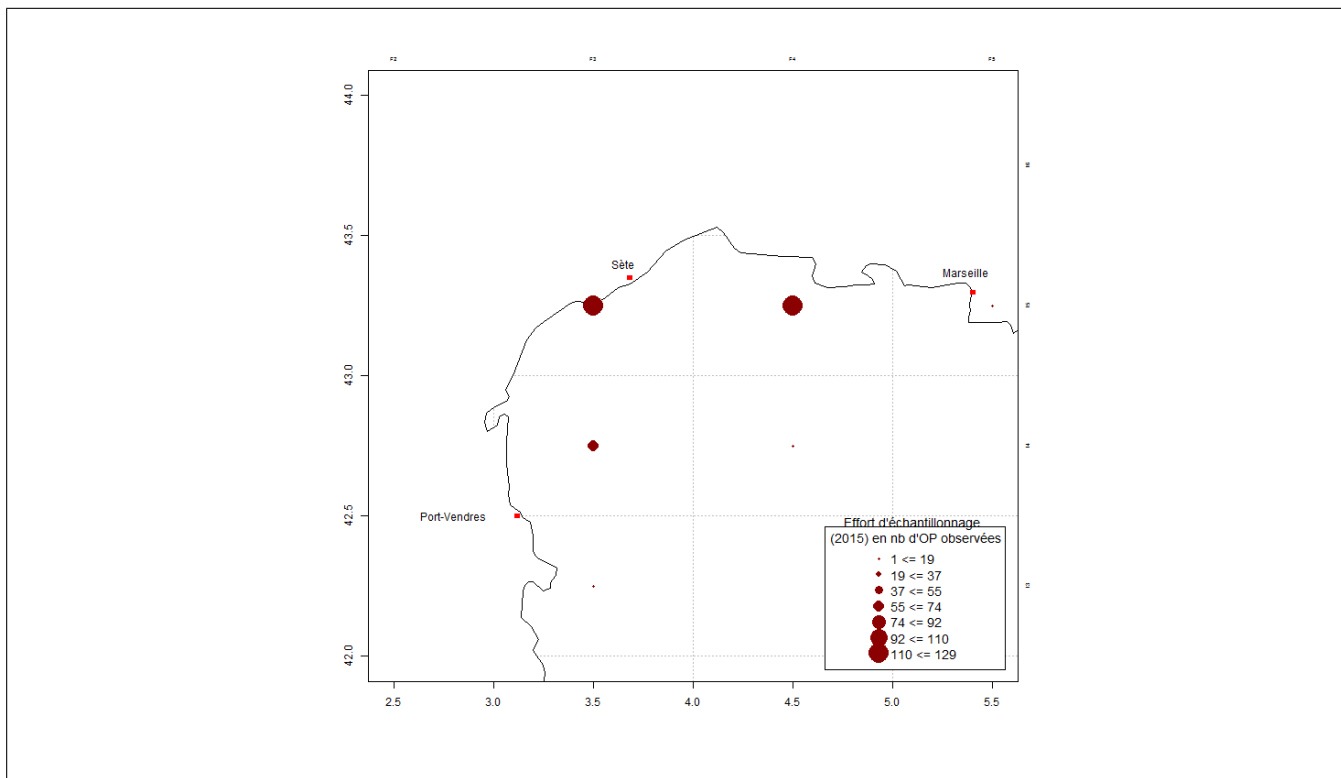 F2 F3 F4 F5
44.0
43.5
43.0
42.5
42.0
Sète
Marseille
Port-Vendres
Effort d'échantillonnage
(2015) en nb d'OP observées
1 <= 19
19 <= 37
37 <= 55
55 <= 74
74 <= 92
92 <= 110
110 <= 129
2.5 3.0 3.5 4.0 4.5 5.0 5.5